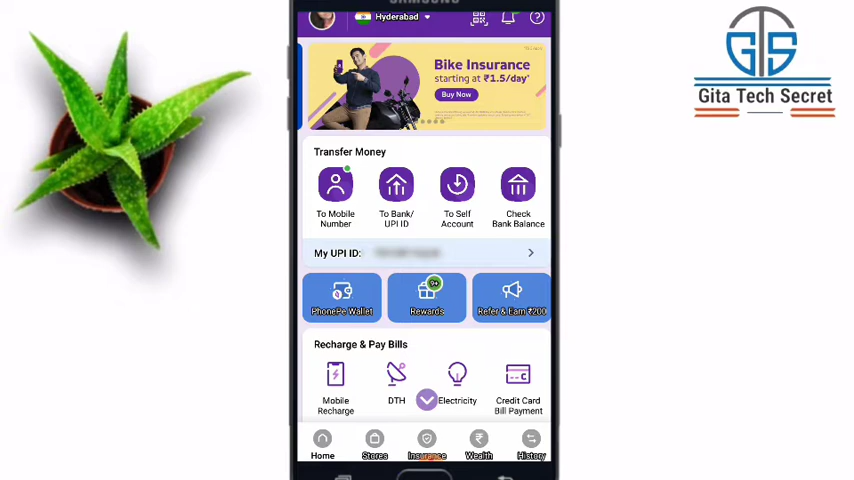 SAMSUNG
Hyderabad
Bike Insurance
starting at ₹1.5/day*
Buy Now
Transfer Money
To Mobile
Number
To Bank/
UPI ID
To Self
Account
Check
Bank Balance
My UPI ID:
9+
PhonePe Wallet
Rewards
Refer & Earn ₹200
Recharge & Pay Bills
Mobile
Recharge
DTH
Electricity
Credit Card
Bill Payment
Home
Stores
Insurance
Wealth
History
GTS
Gita Tech Secret